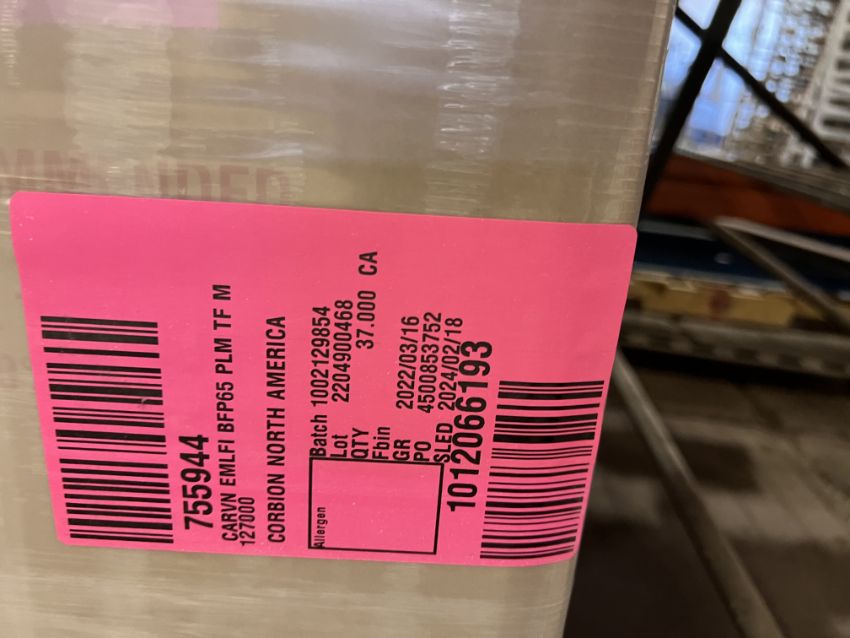 MMENDED
755944
CARVN EMLFI BFP65 PLM TF M
127000
CORBION NORTH AMERICA
Allergen
Batch 1002129854
Lot 2204900468
QTY 37.000 CA
Fbin
GR 2022/03/16
PO 4500853752
SLED 2024/02/18
1012066193